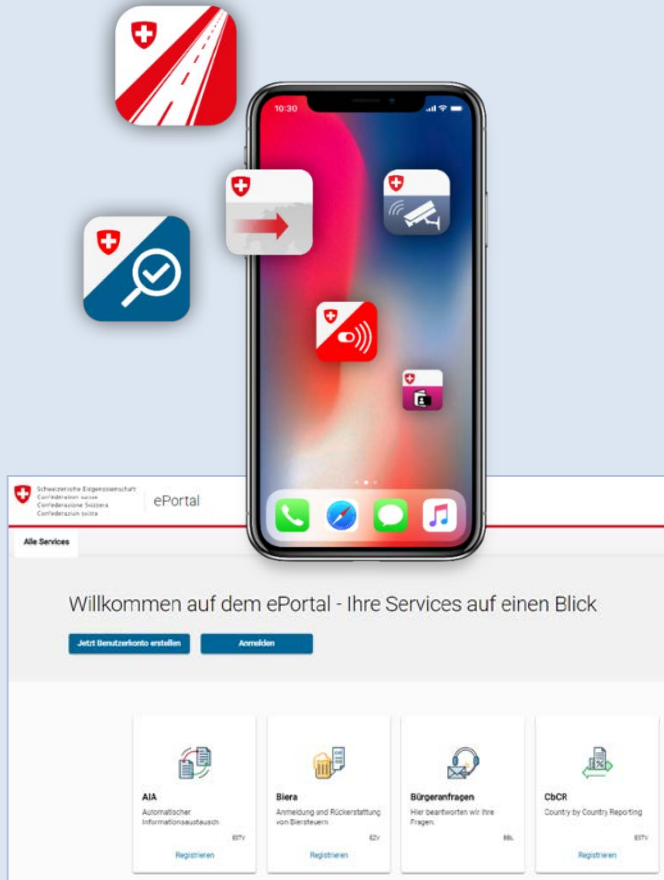 10:30
Schweizerische Eidgenossenschaft
Confédération suisse
Confederazione Svizzera
Confederaziun svizra
ePortal
Alle Services
Willkommen auf dem ePortal - Ihre Services auf einen Blick
Jetzt Benutzerkonto erstellen
Anmelden
AIA
Automatischer
Informationsaustausch
ESTV
Registrieren
Biera
Anmeldung und Rückerstattung
von Biersteuern
EZV
Registrieren
Bürgeranfragen
Hier beantworten wir Ihre
Fragen.
BBL
CbCR
Country by Country Reporting
ESTV
Registrieren